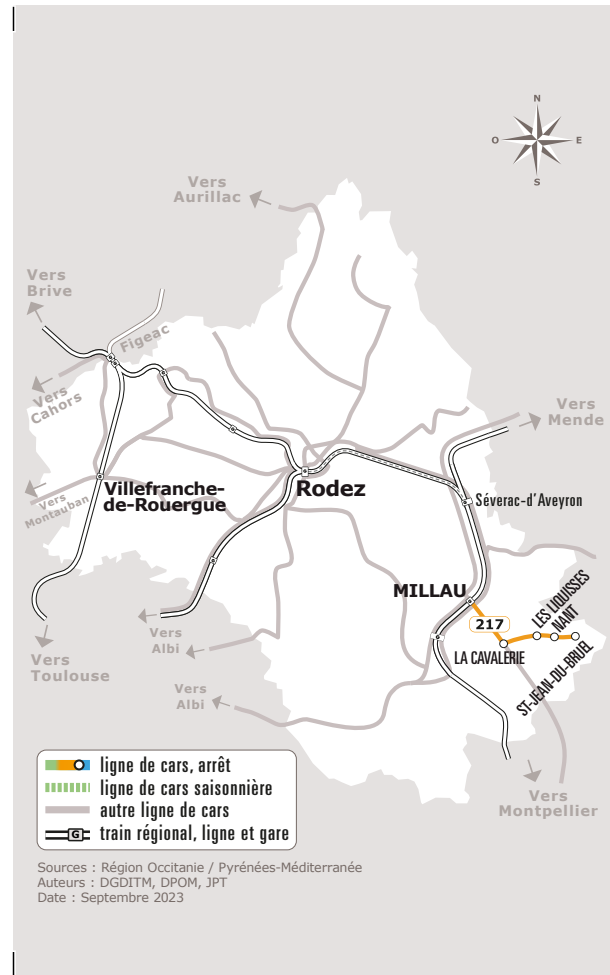 N
O E
S
Vers
Aurillac
Vers
Brive
Figeac
Vers
Cahors
Vers
Mende
Vers
Montauban
Villefranche-
de-Rouergue
Rodez
Séverac-d'Aveyron
MILLAU
217
LES LIQUISSES
NANT
LA CAVALERIE
ST-JEAN-DU-BRUEL
Vers
Toulouse
Vers
Albi
Vers
Albi
Vers
Montpellier
ligne de cars, arrêt
ligne de cars saisonnière
autre ligne de cars
G train régional, ligne et gare
Sources : Région Occitanie / Pyrénées-Méditerranée
Auteurs : DGDITM, DPOM, JPT
Date : Septembre 2023